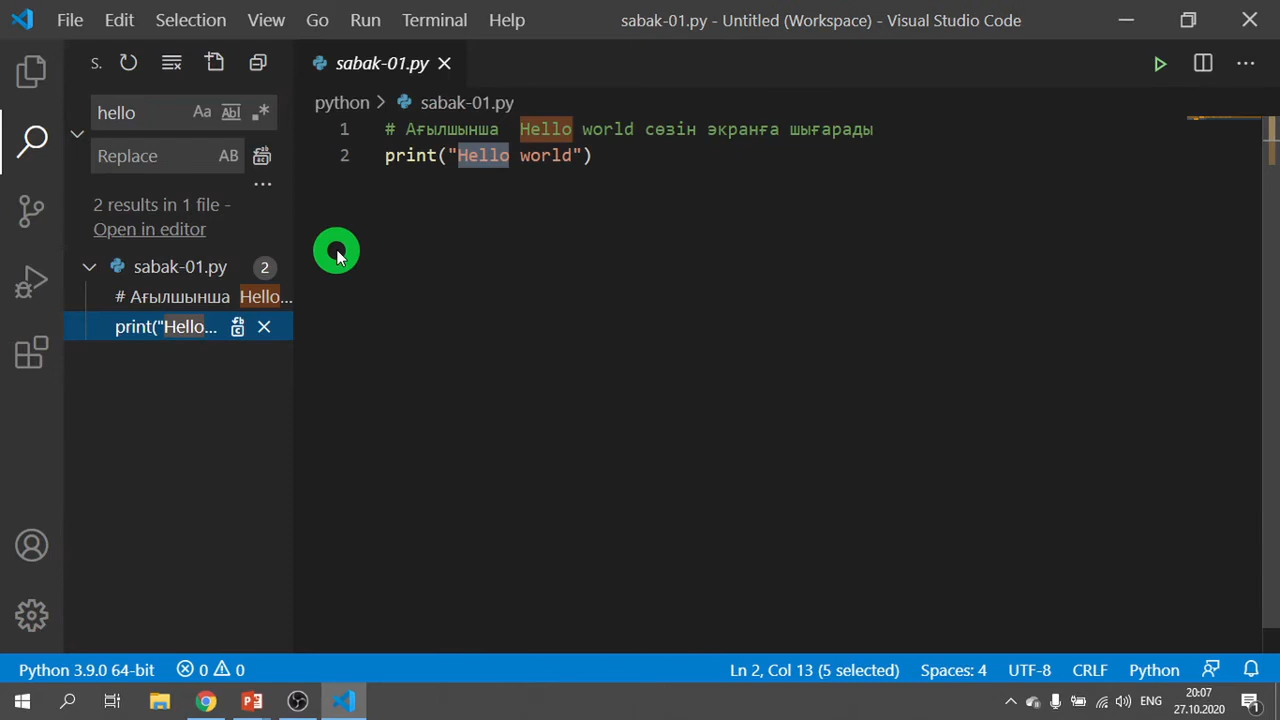 File Edit Selection View Go Run Terminal Help sabak-01.py - Untitled (Workspace) - Visual Studio Code
S.
sabak-01.py
hello Aa Abl .*
Replace AB
2 results in 1 file -
Open in editor
sabak-01.py 2
# Ағылшынша Hello...
print("Hello...
python > sabak-01.py
1 # Ағылшынша  Hello world сөзін экранға шығарады
2 print("Hello world")
Python 3.9.0 64-bit 0 0 Ln 2, Col 13 (5 selected) Spaces: 4 UTF-8 CRLF Python
ENG 20:07
27.10.2020 1